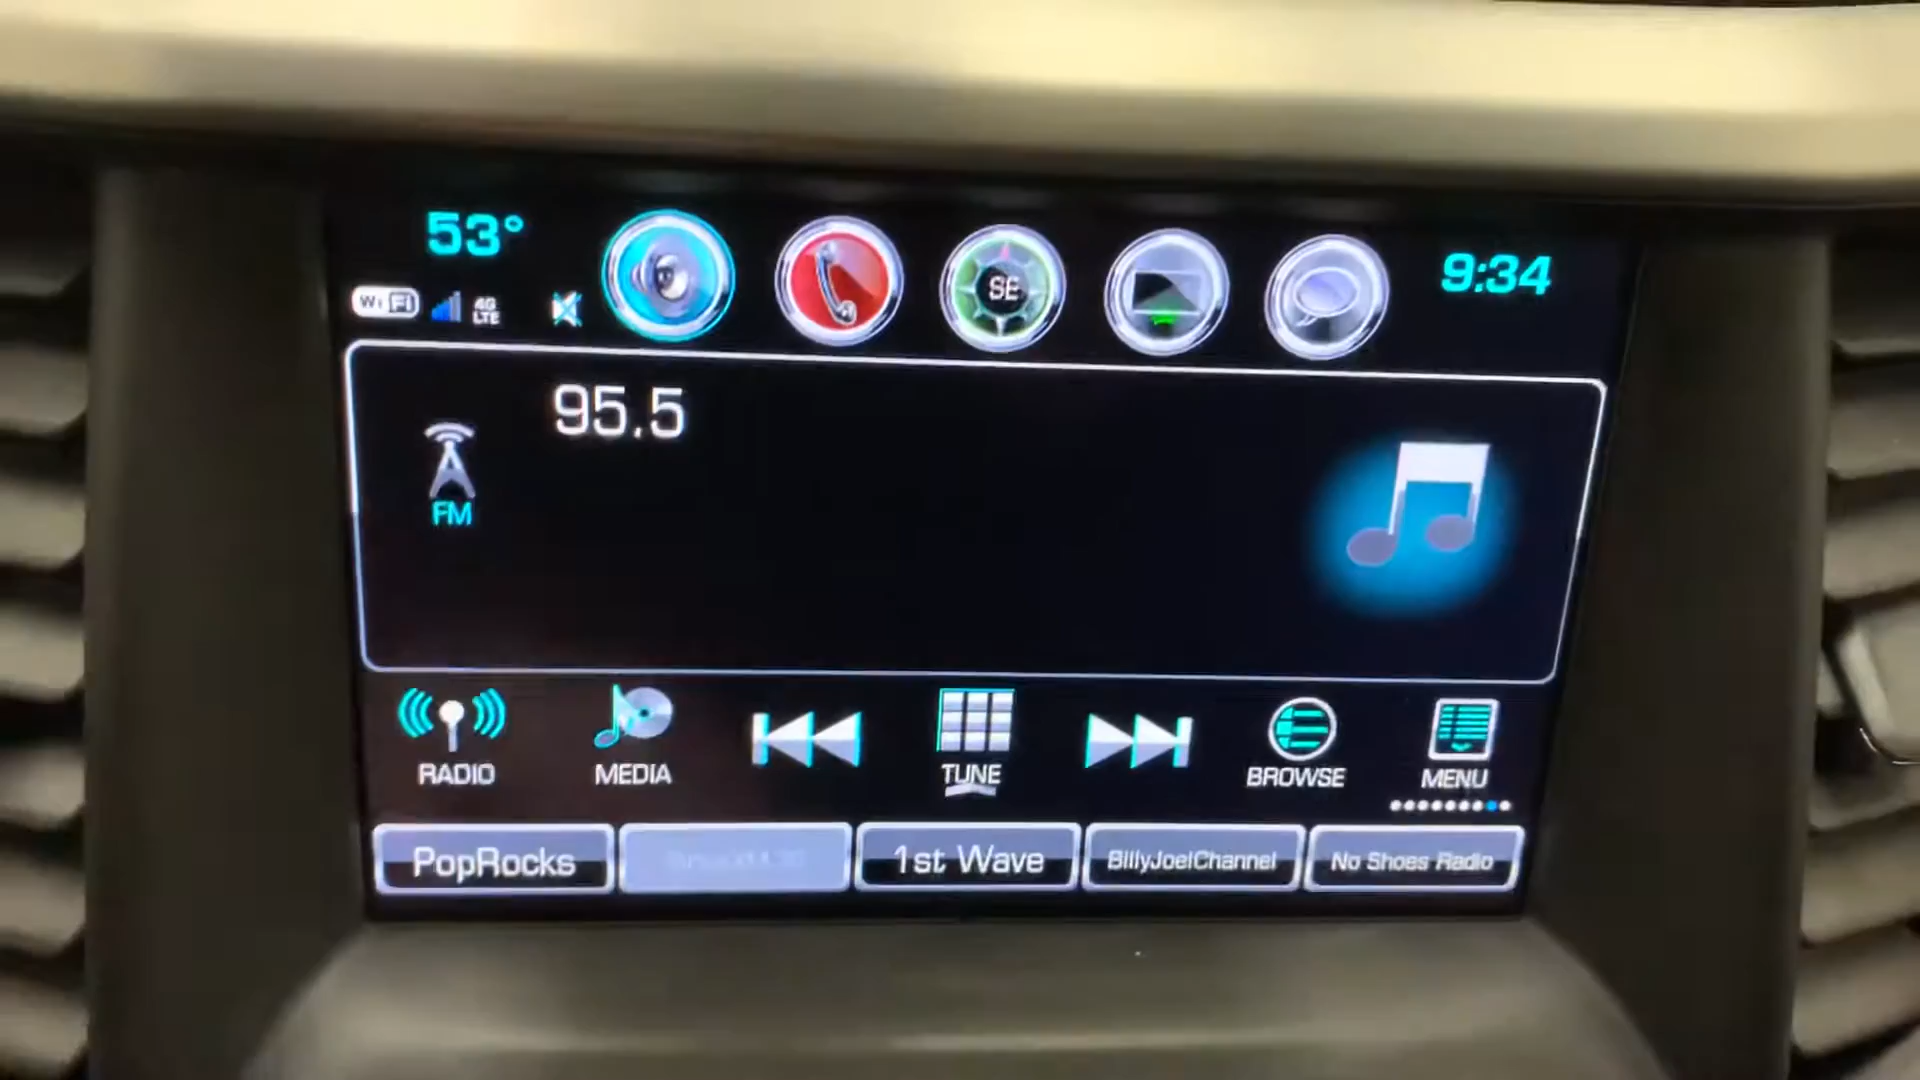 53°
9:34
WiFi
4G
LTE
SE
95.5
FM
RADIO
MEDIA
TUNE
BROWSE
MENU
PopRocks
1st Wave
BillyJoelChannel
No Shoes Radio